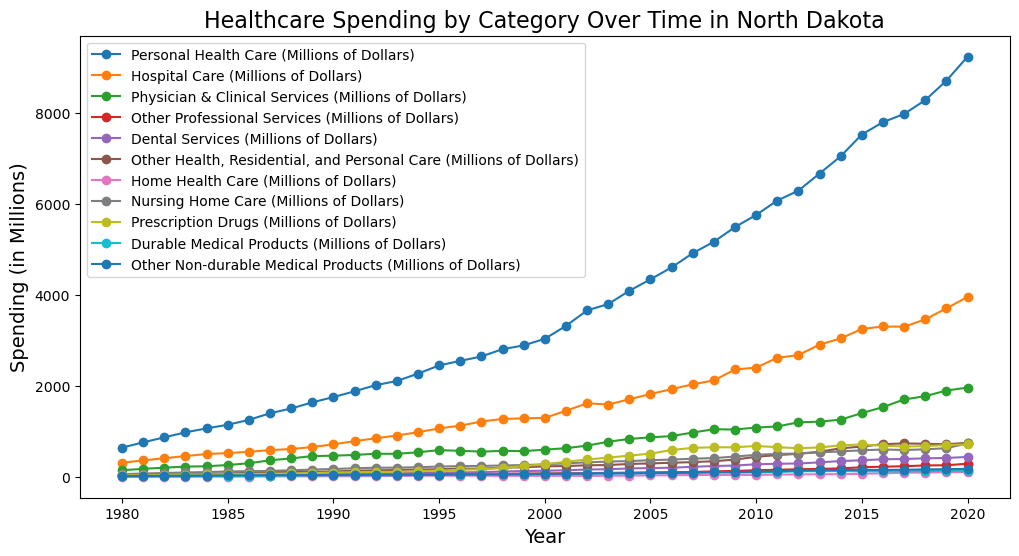 Healthcare Spending by Category Over Time in North Dakota
Personal Health Care (Millions of Dollars)
Hospital Care (Millions of Dollars)
Physician & Clinical Services (Millions of Dollars)
Other Professional Services (Millions of Dollars)
Dental Services (Millions of Dollars)
Other Health, Residential, and Personal Care (Millions of Dollars)
Home Health Care (Millions of Dollars)
Nursing Home Care (Millions of Dollars)
Prescription Drugs (Millions of Dollars)
Durable Medical Products (Millions of Dollars)
Other Non-durable Medical Products (Millions of Dollars)
Spending (in Millions)
8000
6000
4000
2000
0
1980 1985 1990 1995 2000 2005 2010 2015 2020
Year